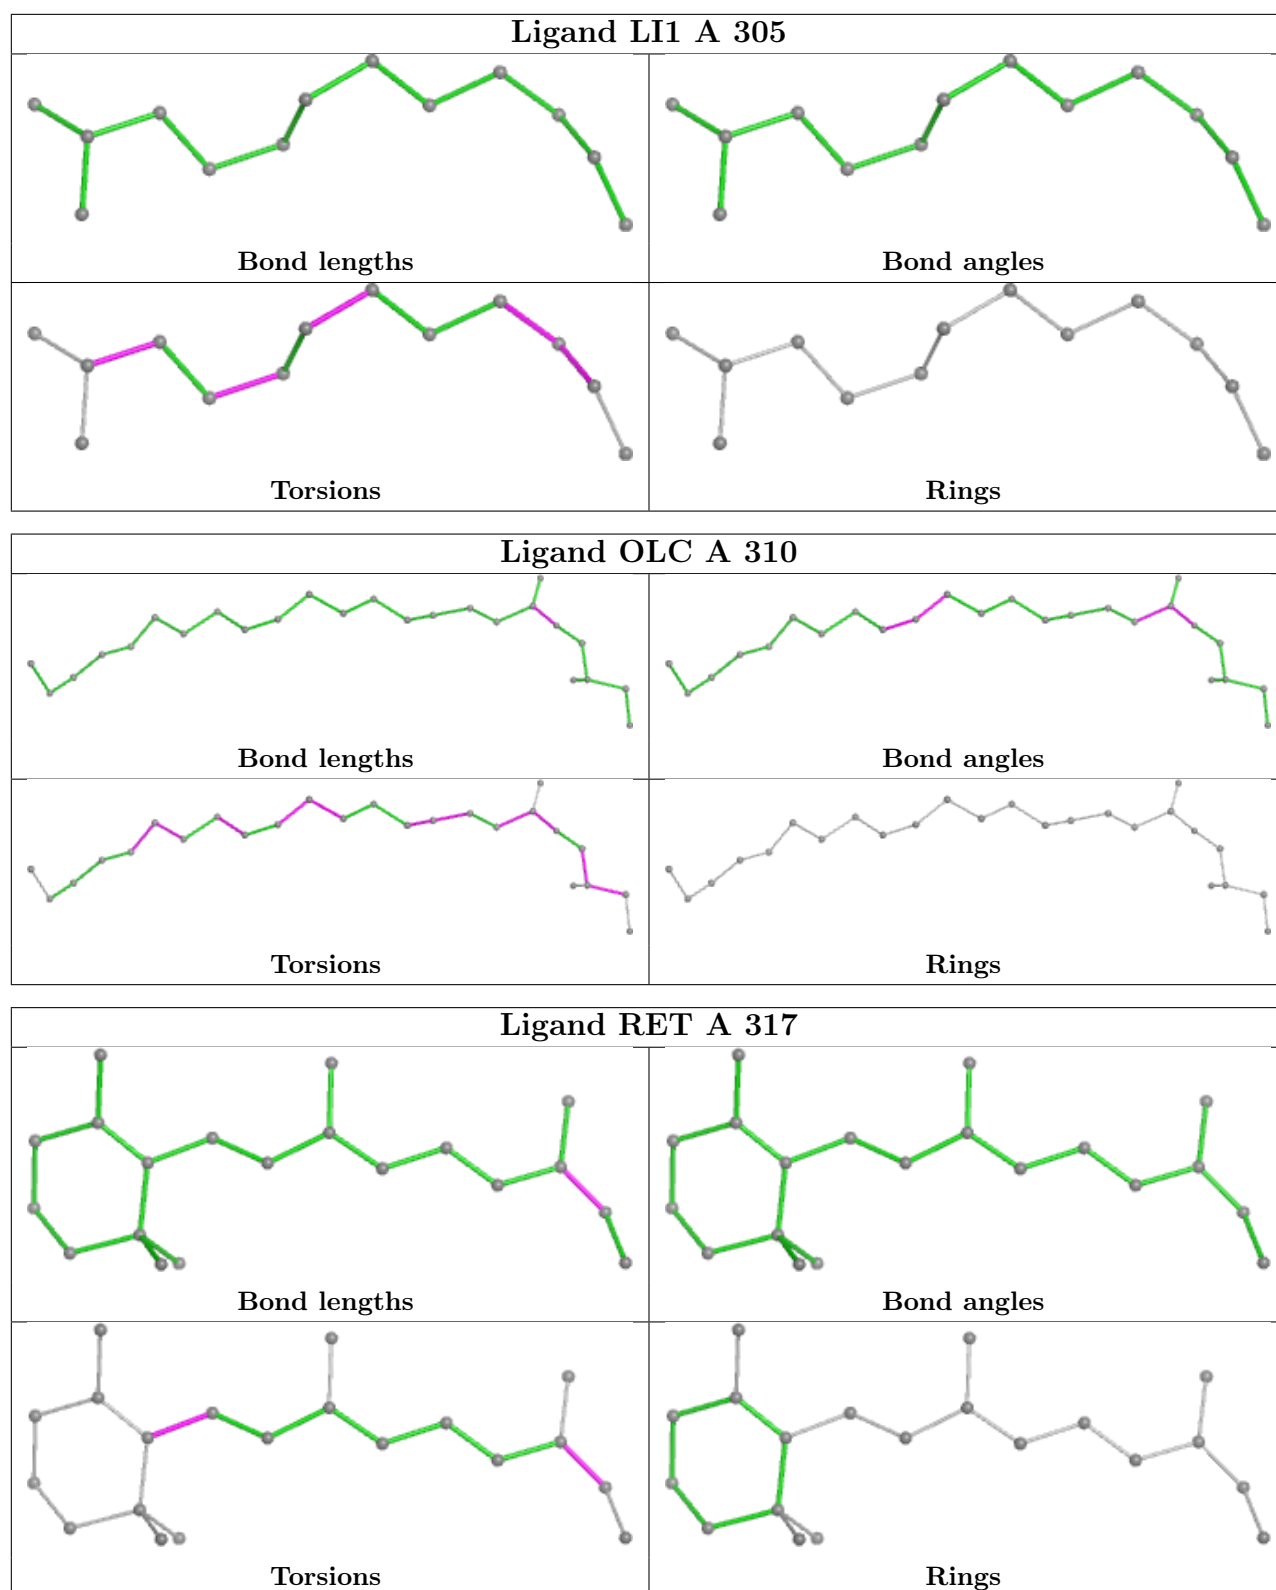 Ligand LI1 A 305
Bond lengths
Bond angles
Torsions
Rings
Ligand OLC A 310
Bond lengths
Bond angles
Torsions
Rings
Ligand RET A 317
Bond lengths
Bond angles
Torsions
Rings